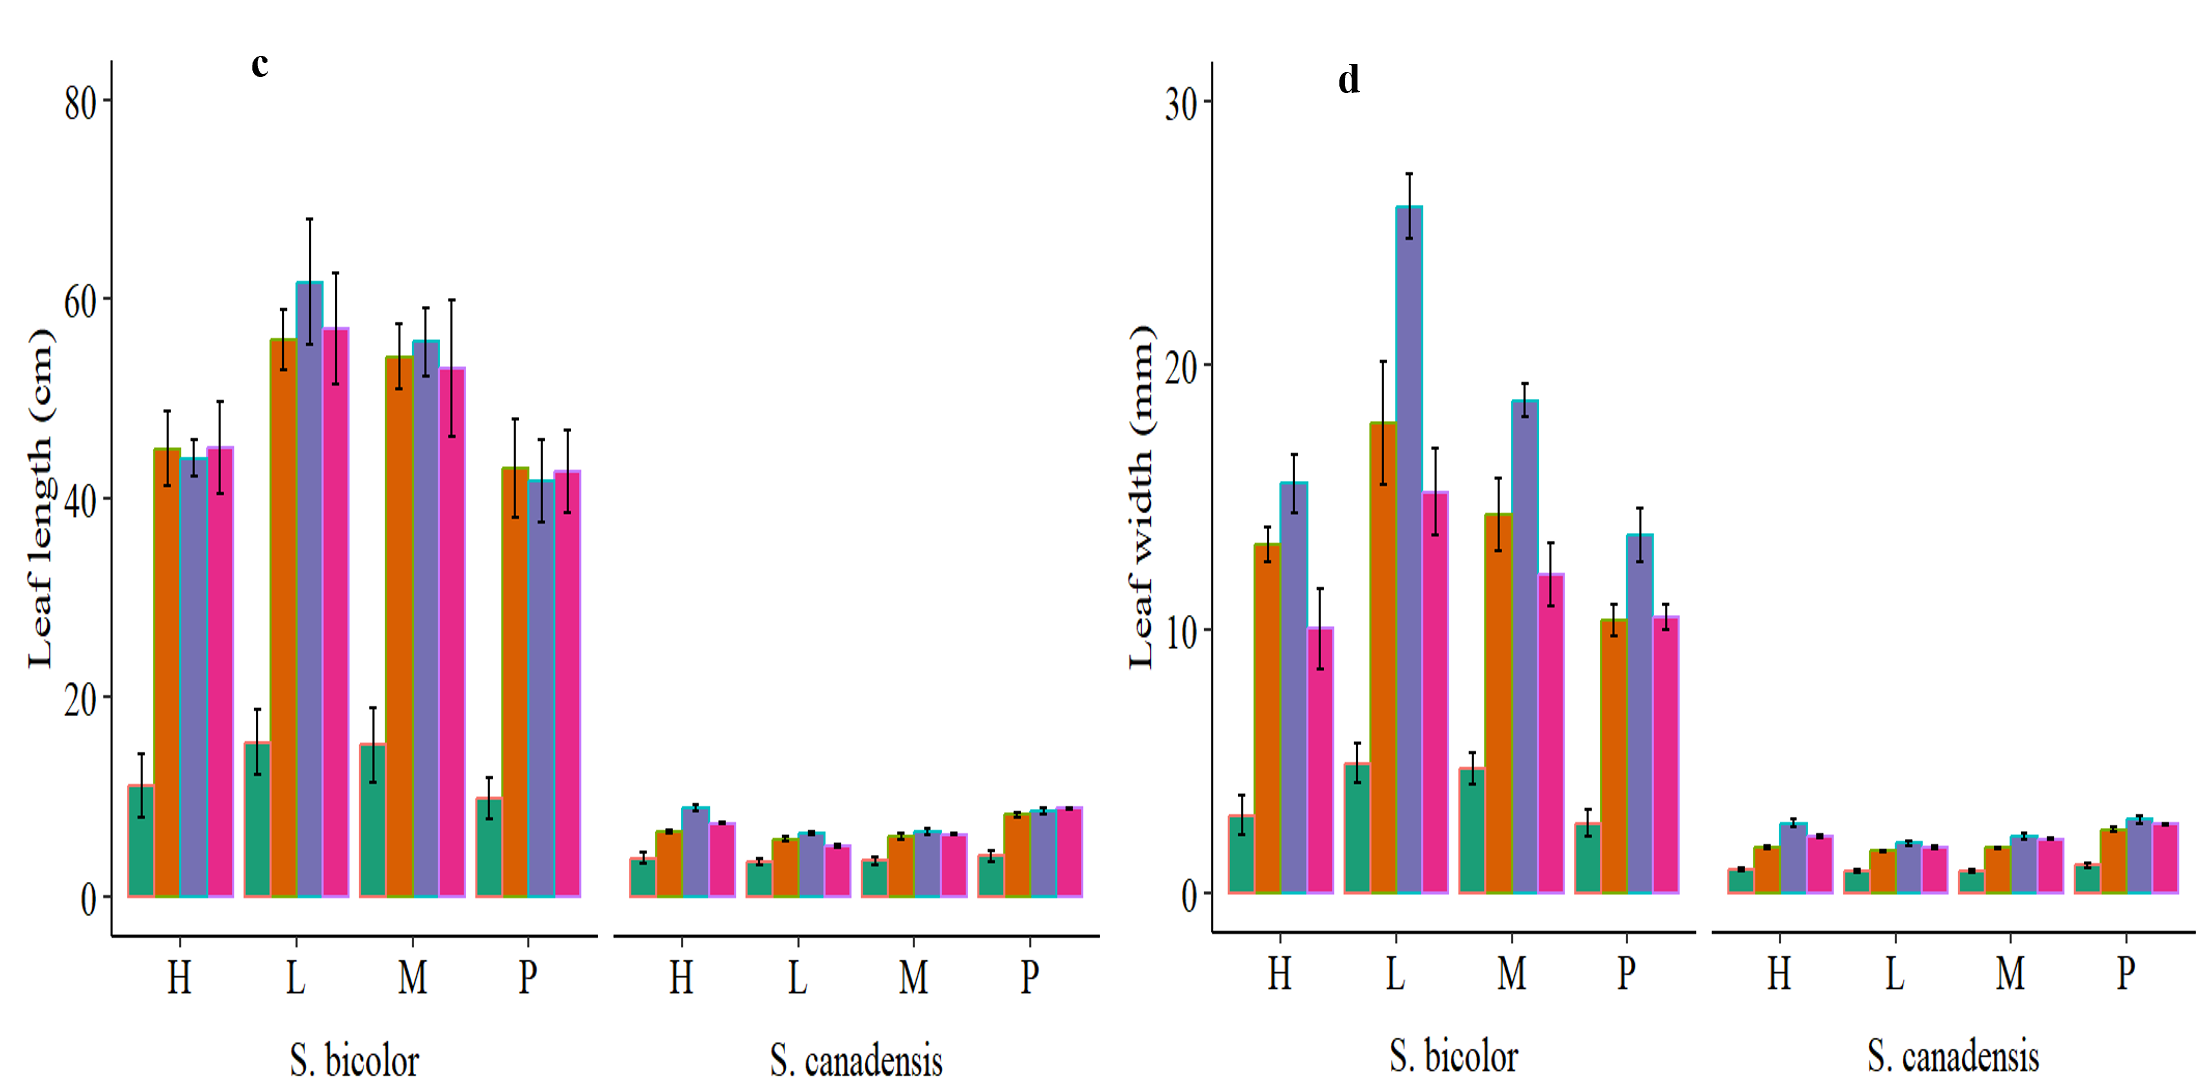 c
Leaf length (cm)
80
60
40
20
0
H L M P H L M P
S. bicolor S. canadensis
d
Leaf width (mm)
30
20
10
0
H L M P H L M P
S. bicolor S. canadensis